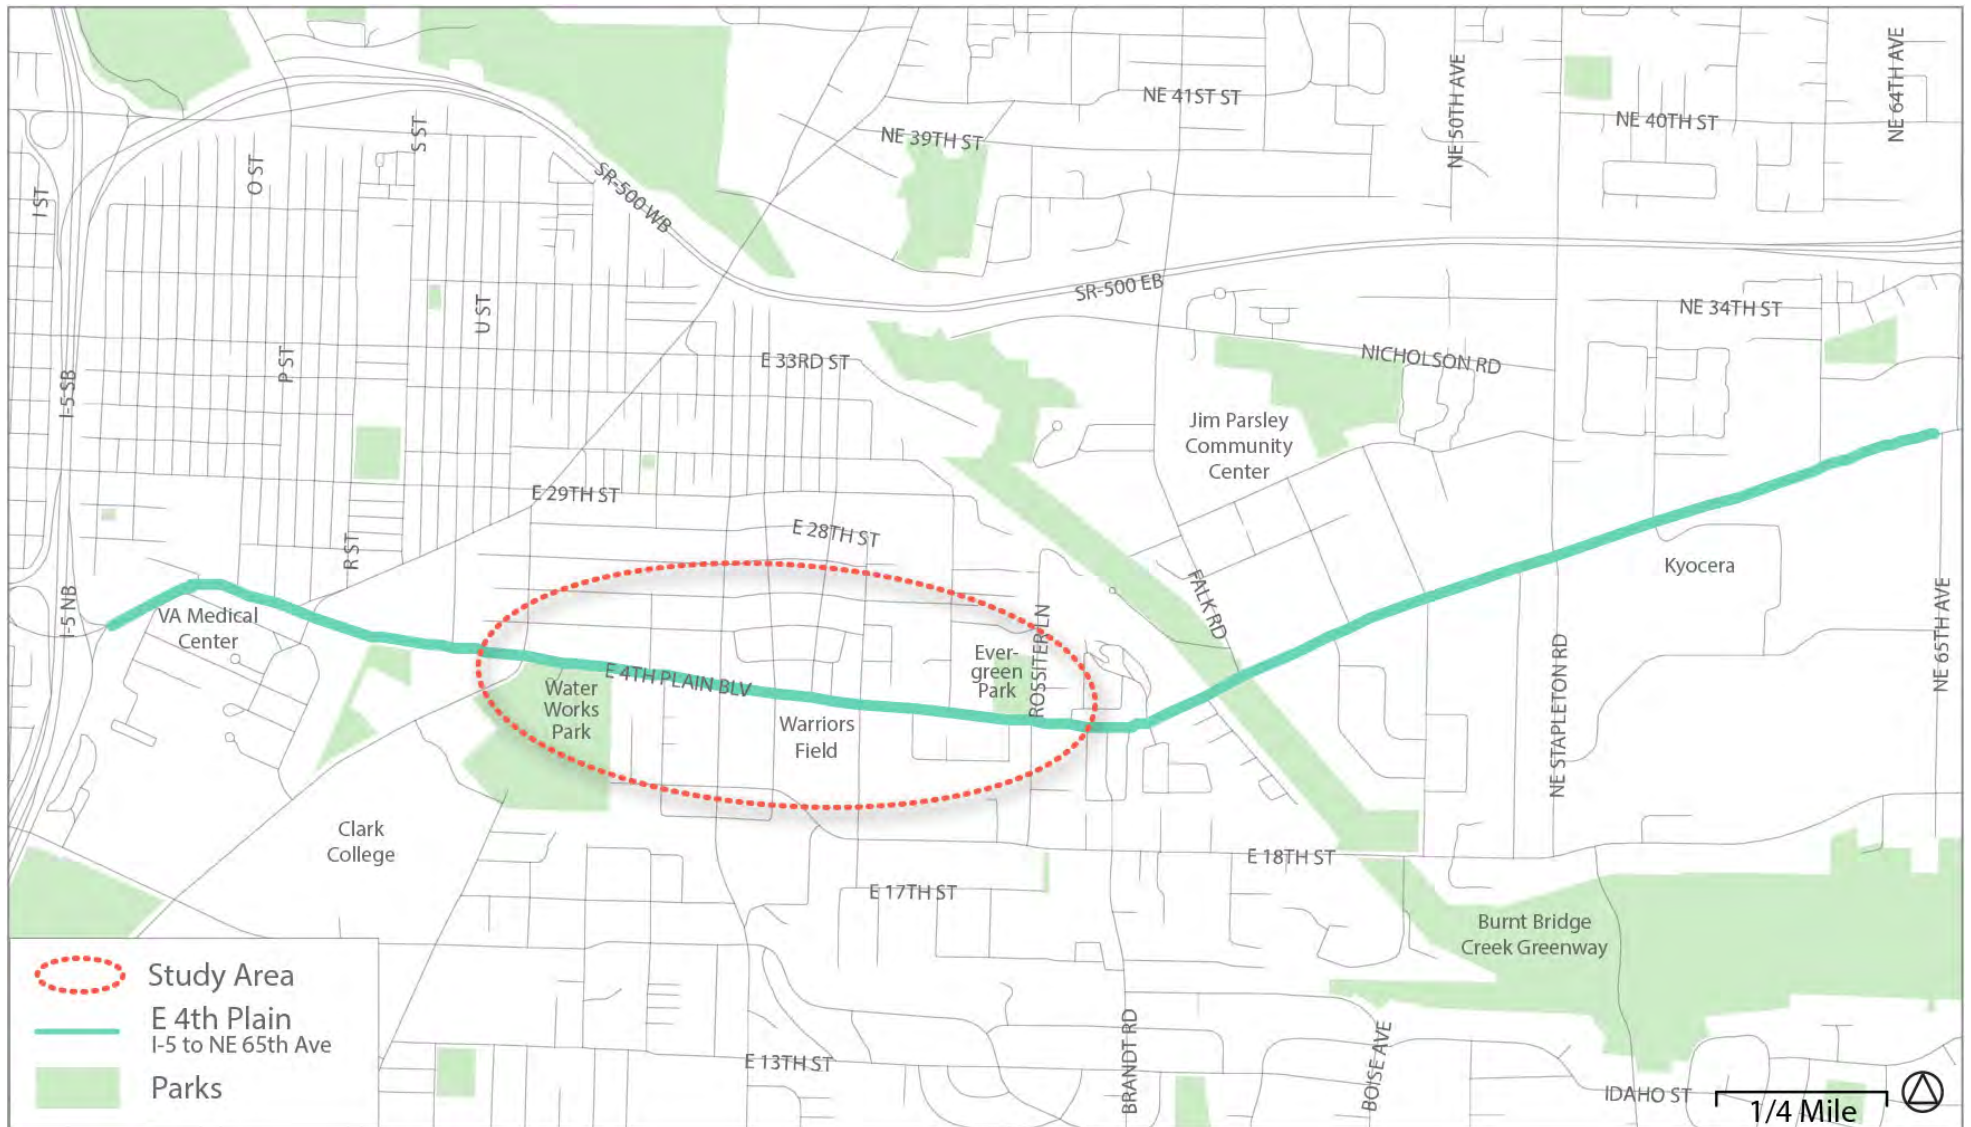 NE 64TH AVE
NE 50TH AVE
NE 41ST ST
NE 40TH ST
NE 39TH ST
S ST
O ST
I ST
SR-500 WB
SR-500 EB
U ST
NE 34TH ST
P ST
E 33RD ST
NICHOLSON RD
I-5 SB
Jim Parsley
Community
Center
E 29TH ST
E 28TH ST
R ST
Kyocera
I-5 NB
VA Medical
Center
FALK RD
NE 65TH AVE
ROSSITER LN
Ever-
green
Park
E 4TH PLAIN BLV
Water
Works
Park
Warriors
Field
NE STAPLETON RD
Clark
College
E 18TH ST
E 17TH ST
Burnt Bridge
Creek Greenway
Study Area
E 4th Plain
I-5 to NE 65th Ave
Parks
E 13TH ST
BRANDT RD
BOISE AVE
IDAHO ST
1/4 Mile